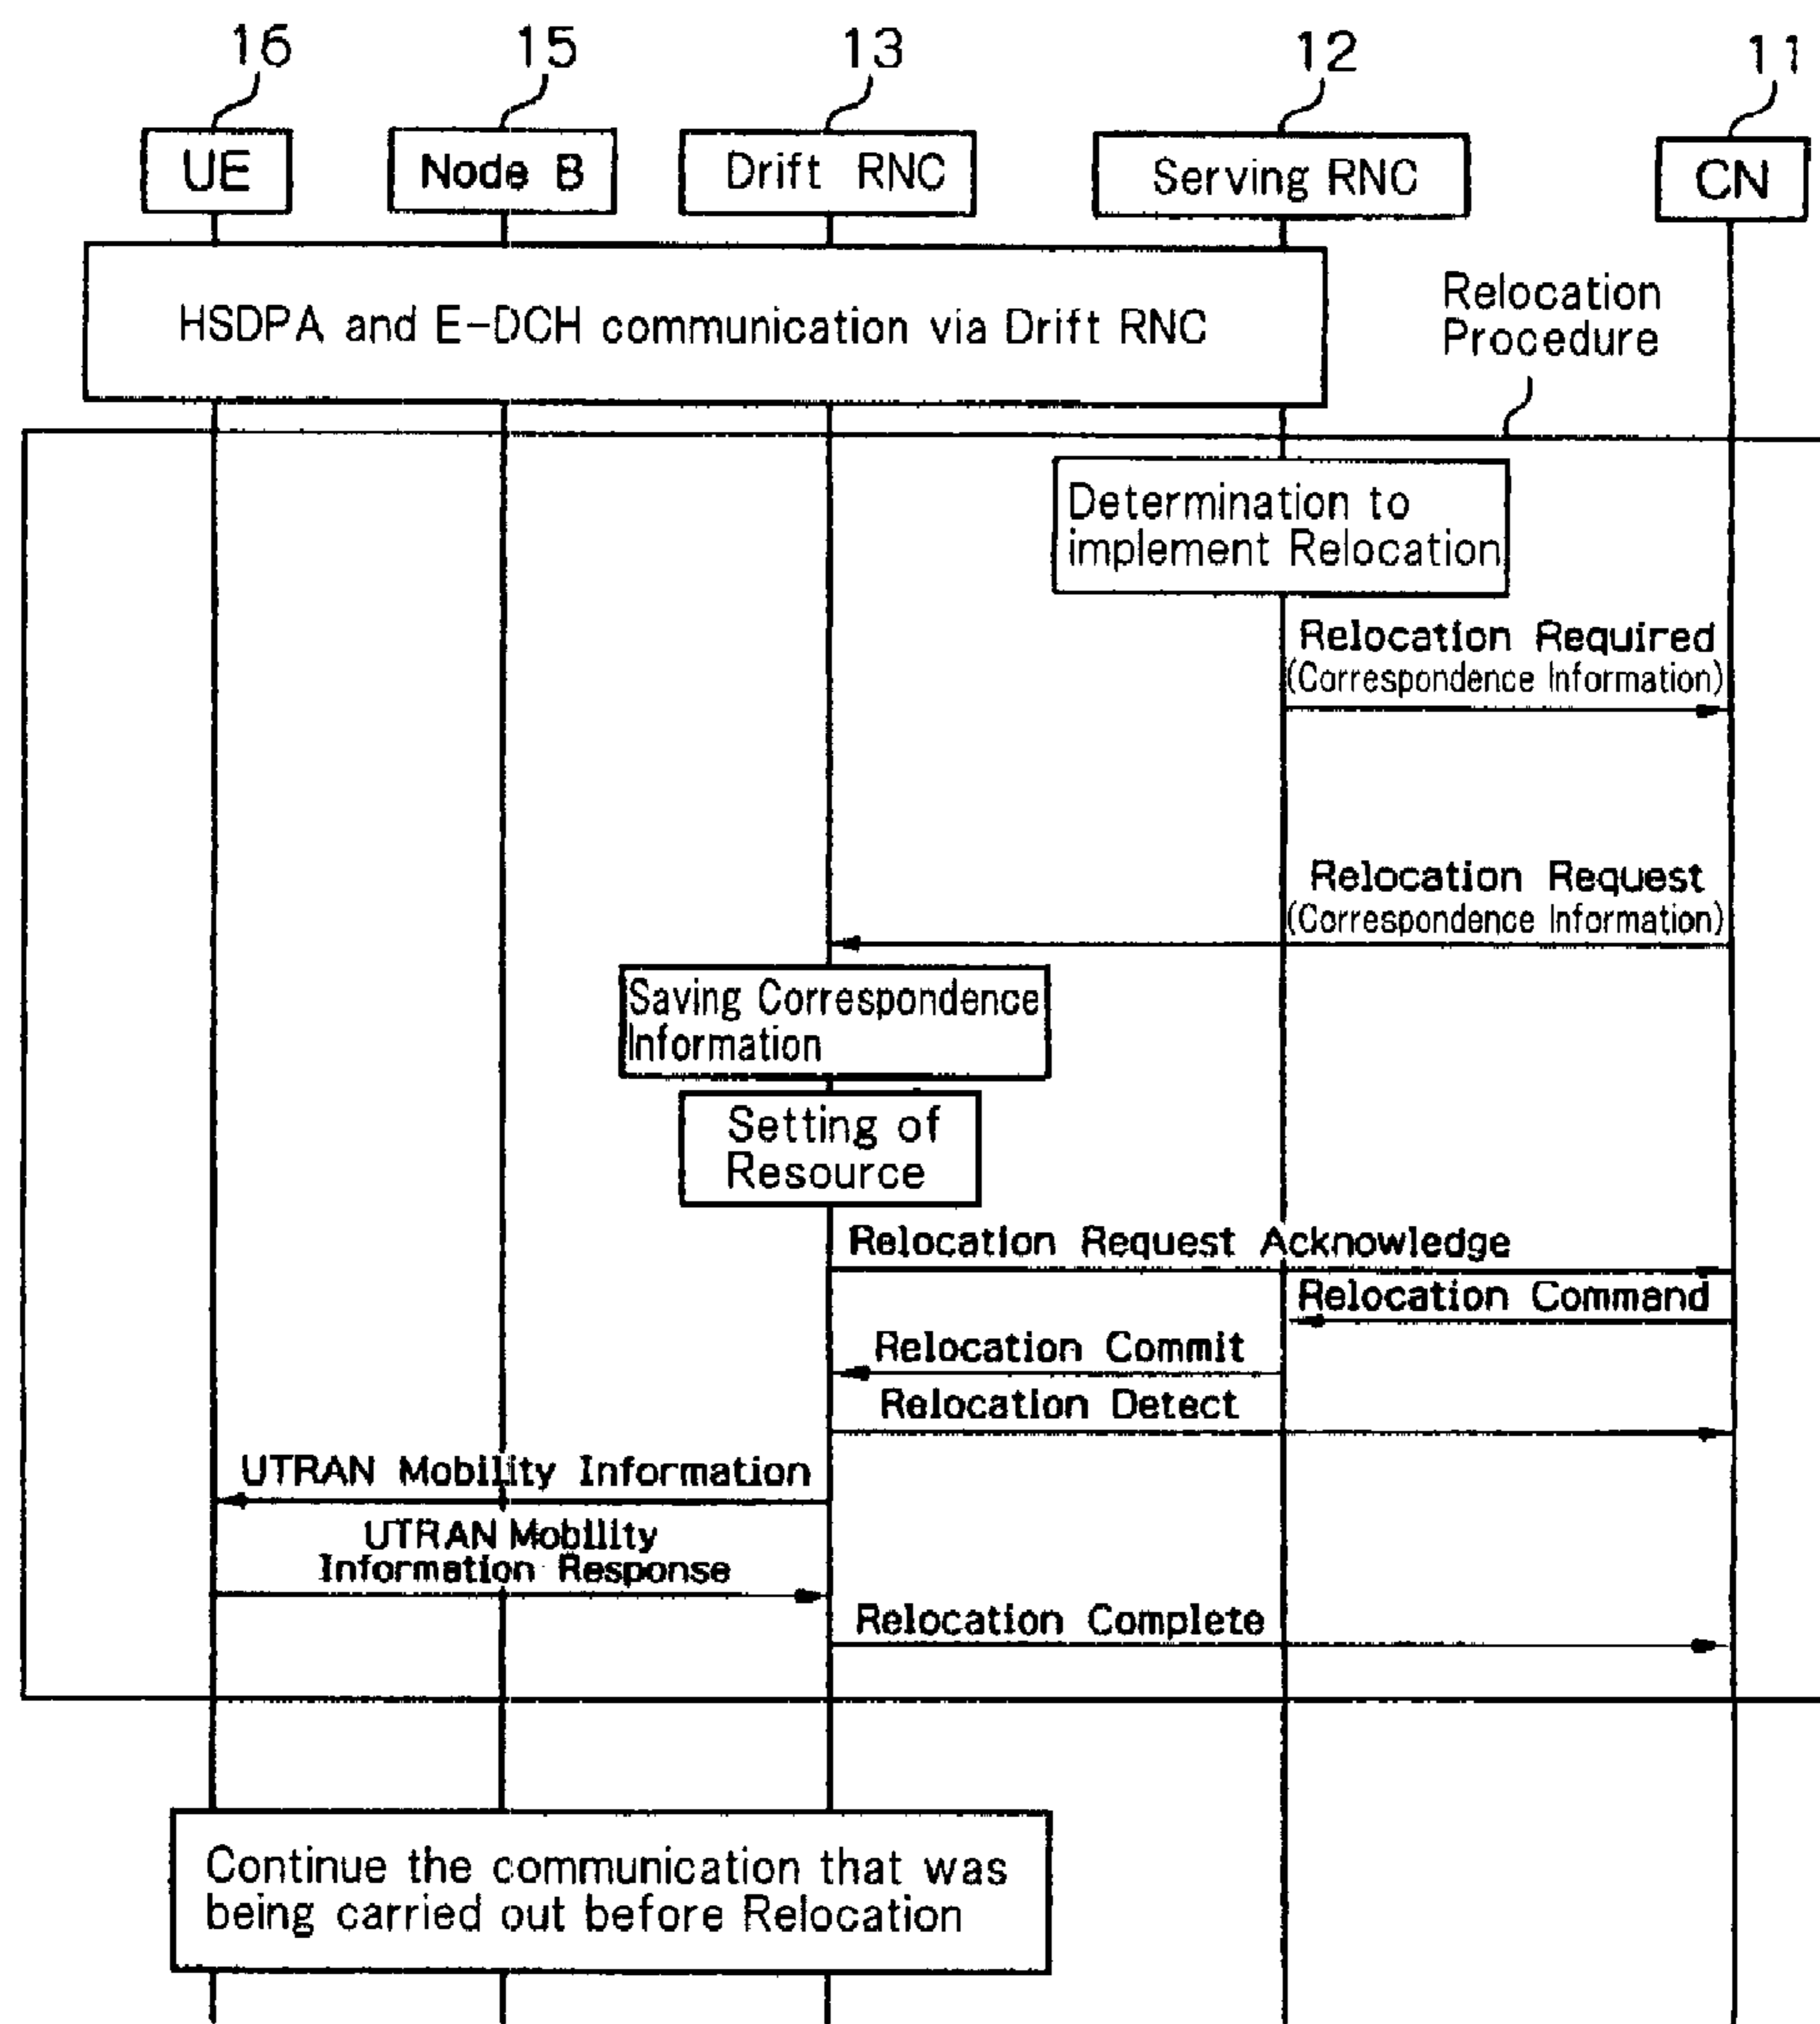 16
15
13
12
11
UE
Node B
Drift RNC
Serving RNC
CN
HSDPA and E-DCH communication via Drift RNC
Relocation
Procedure
Determination to
implement Relocation
Relocation Required
(Correspondence Information)
Relocation Request
(Correspondence Information)
Saving Correspondence
Information
Setting of
Resource
Relocation Request Acknowledge
Relocation Command
Relocation Commit
Relocation Detect
UTRAN Mobility Information
UTRAN Mobility
Information Response
Relocation Complete
Continue the communication that was
being carried out before Relocation